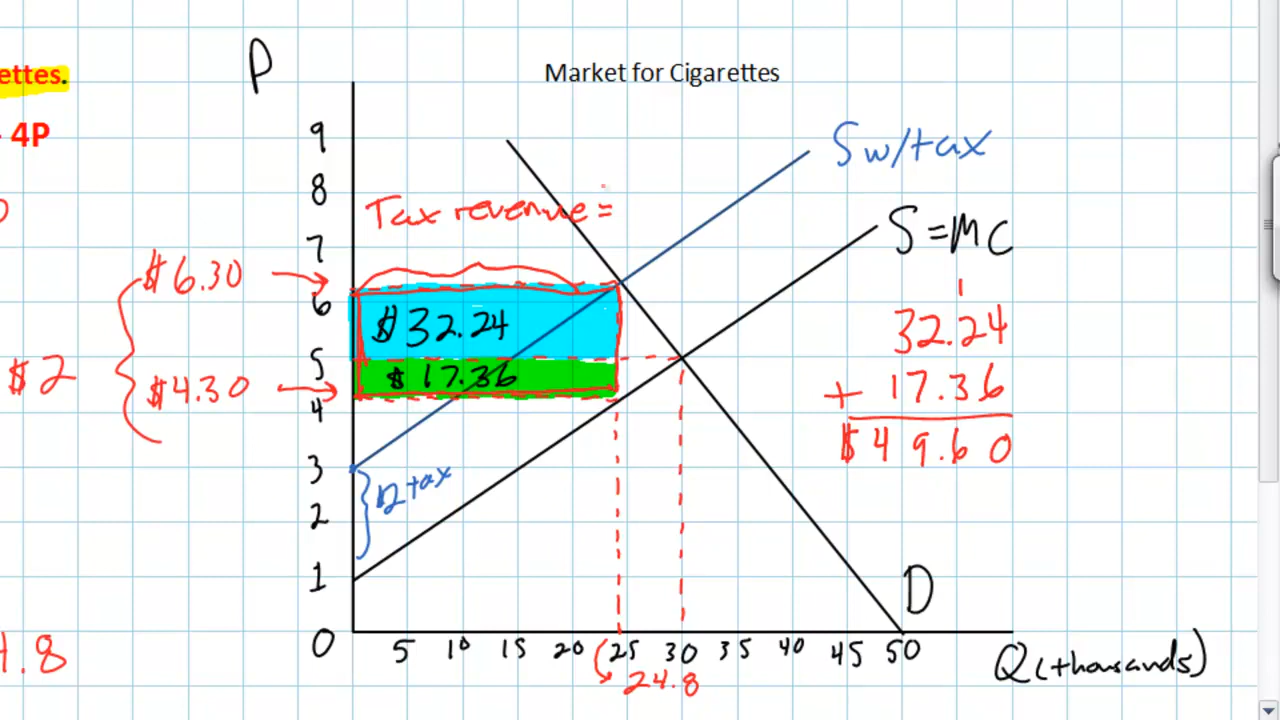 P
Market for Cigarettes
ettes.
4P
9
8
7
6
5
4
3
2
1
0
S w/tax
S=MC
Tax revenue =
$6.30
$2
$4.30
$32.24
$17.36
32.24
+ 17.36
$49.60
$2 tax
D
5 10 15 20 25 30 35 40 45 50
24.8
Q (thousands)
4.8